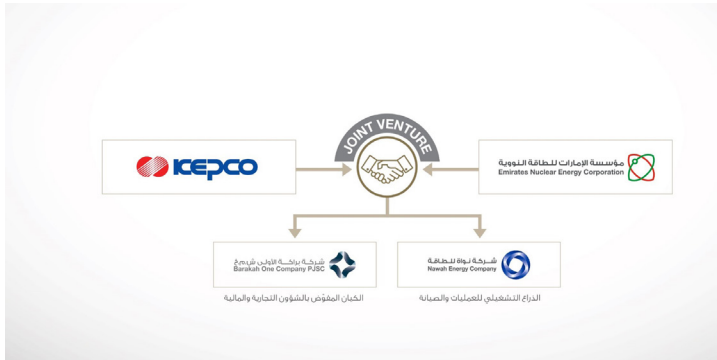 JOINT VENTURE
KEPCO
مؤسسة الإمارات للطاقة النووية
Emirates Nuclear Energy Corporation
شركة براكة الأولى ش.م.خ
Barakah One Company PJSC
شركة نواة للطاقة
Nawah Energy Company
الكيان المفوّض بالشؤون التجارية والمالية
الذراع التشغيلي للعمليات والصيانة